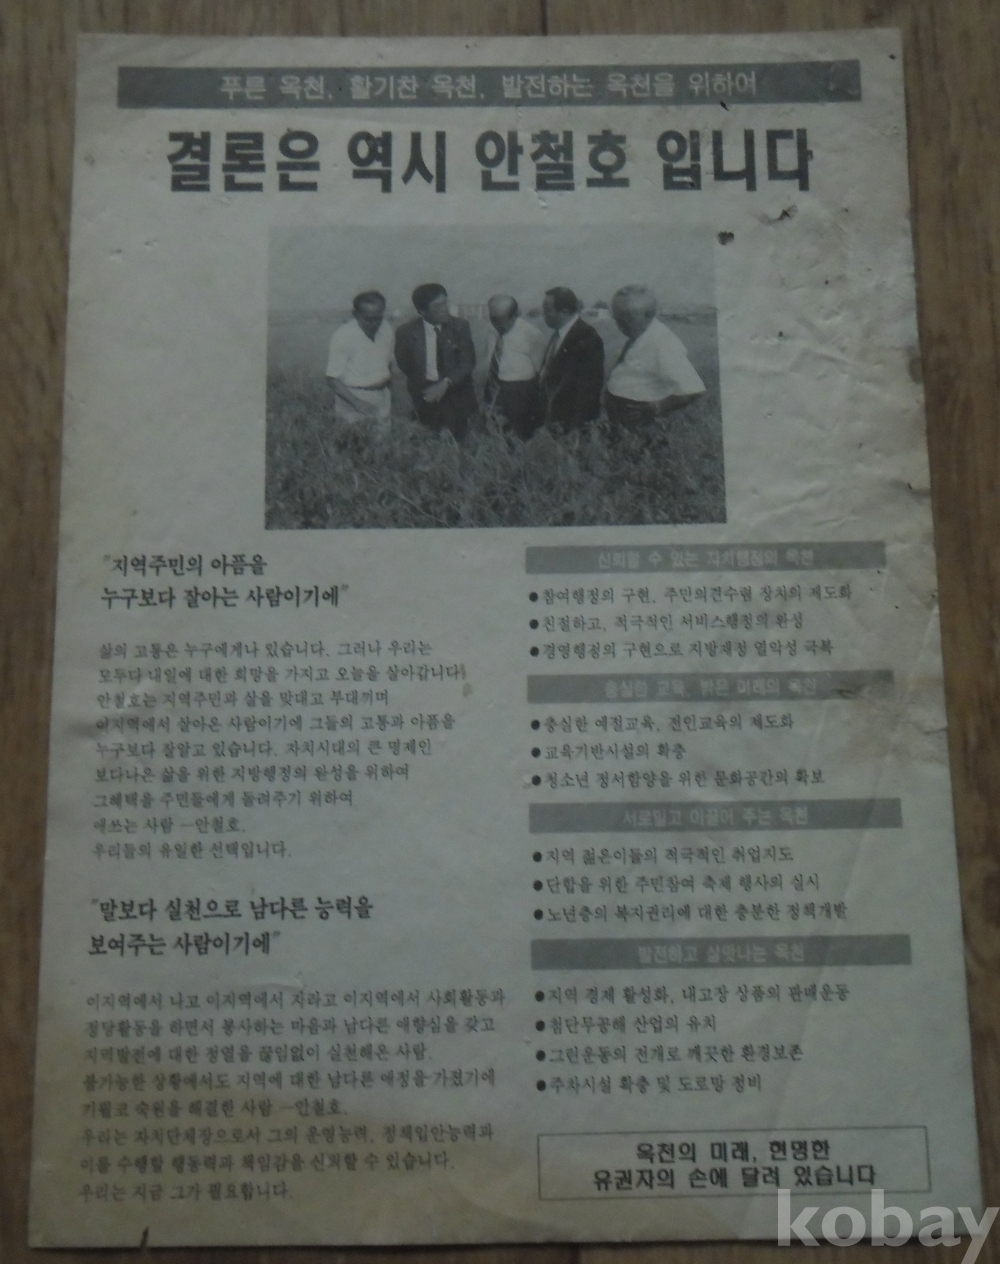 푸른 옥천, 활기찬 옥천, 발전하는 옥천을 위하여
결론은 역시 안철호 입니다
"지역주민의 아픔을
누구보다 잘아는 사람이기에"
삶의 고통은 누구에게나 있습니다. 그러나 우리는
모두다 내일에 대한 희망을 가지고 오늘을 살아갑니다
안철호는 지역주민과 살을 맞대고 부대끼며
이지역에서 살아온 사람이기에 그들의 고통과 아픔을
누구보다 잘알고 있습니다. 자치시대의 큰 명제인
보다나은 삶을 위한 지방행정의 완성을 위하여
그혜택을 주민들에게 돌려주기 위하여
애쓰는 사람 —안철호.
우리들의 유일한 선택입니다.
"말보다 실천으로 남다른 능력을
보여주는 사람이기에"
이지역에서 나고 이지역에서 자라고 이지역에서 사회활동과
정당활동을 하면서 봉사하는 마음과 남다른 애향심을 갖고
지역발전에 대한 정열을 끊임없이 실천해온 사람.
불가능한 상황에서도 지역에 대한 남다른 애정을 가졌기에
기필코 숙원을 해결한 사람 —안철호.
우리는 자치단체장으로서 그의 운영능력, 정책입안능력과
이를 수행할 행동력과 책임감을 신뢰할 수 있습니다.
우리는 지금 그가 필요합니다.
신뢰할 수 있는 자치행정의 옥천
●참여행정의 구현, 주민의견수렴 장치의 제도화
●친절하고, 적극적인 서비스행정의 완성
●경영행정의 구현으로 지방재정 열악성 극복
충실한 교육, 밝은 미래의 옥천
●충실한 예절교육, 전인교육의 제도화
●교육기반시설의 확충
●청소년 정서함양을 위한 문화공간의 확보
서로밀고 이끌어 주는 옥천
●지역 젊은이들의 적극적인 취업지도
●단합을 위한 주민참여 축제 행사의 실시
●노년층의 복지권리에 대한 충분한 정책개발
발전하고 살맛나는 옥천
●지역 경제 활성화, 내고장 상품의 판매운동
●첨단무공해 산업의 유치
●그린운동의 전개로 깨끗한 환경보존
●주차시설 확충 및 도로망 정비
옥천의 미래, 현명한
유권자의 손에 달려 있습니다
kobay